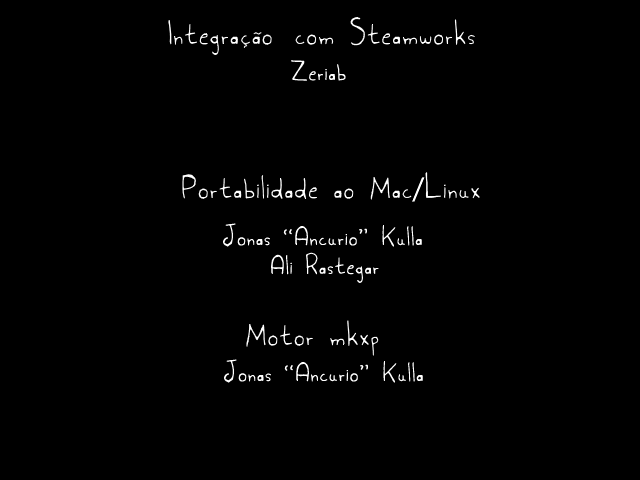 Integração com Steamworks
Zeriab
Portabilidade ao Mac/Linux
Jonas “Ancurio” Kulla
Ali Rastegar
Motor mkxp
Jonas “Ancurio” Kulla